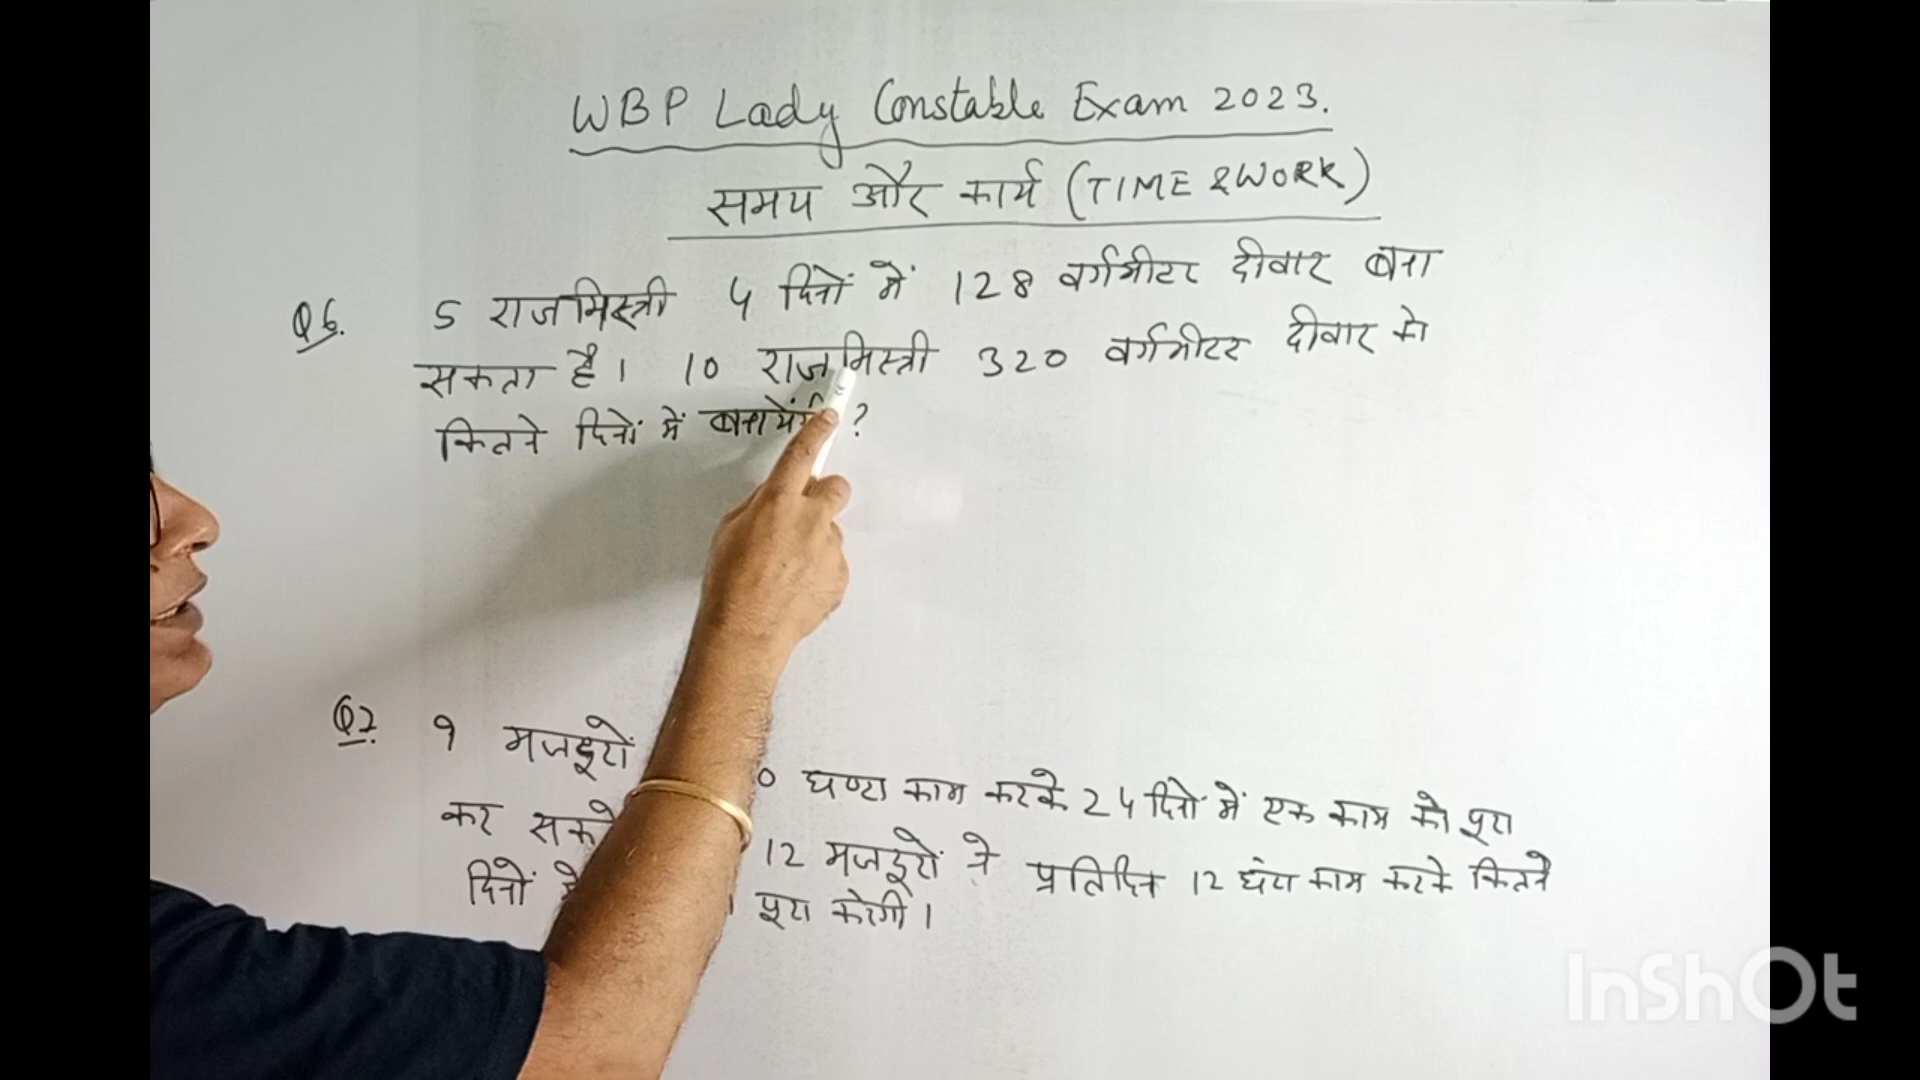 WBP Lady Constable Exam 2023.
समय और कार्य (TIME & WORK)
Q6. 5 राजमिस्त्री 4 दिनों में 128 वर्गमीटर दीवार बना
सकता है। 10 राजमिस्त्री 320 वर्गमीटर दीवार को
कितने दिनों में ?
Q7. 9 मजदूरों घण्टा काम करके 24 दिनों में एक काम को पूरा
कर 12 मजदूरों ने प्रतिदिन 12 घंटा काम करके कितने
दिनों पूरा करेगी।
InShOt